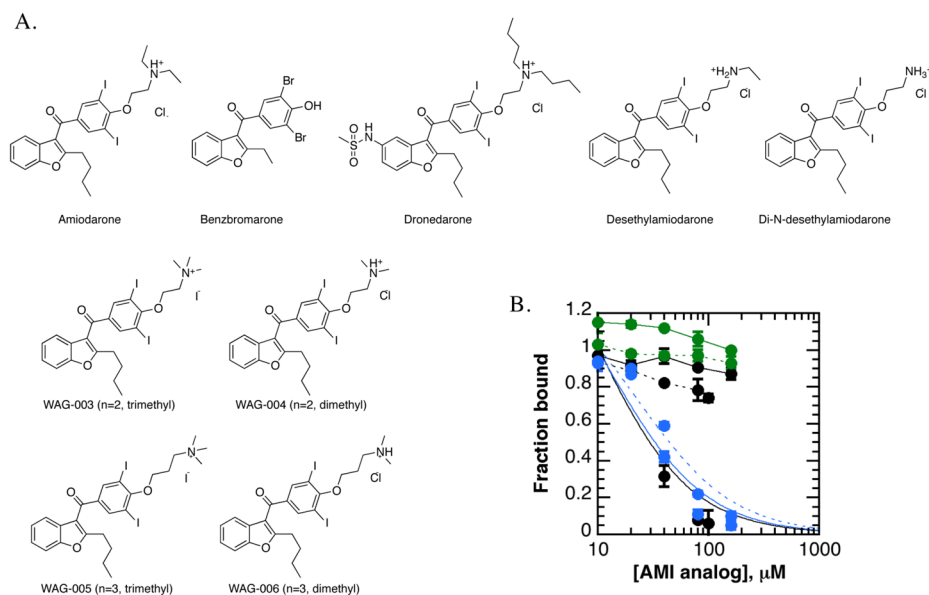 A.
H+
N
I
Cl-
O
O
I
O
Amiodarone
Br
O
OH
Br
O
Benzbromarone
H+
N
I
Cl
O
O
H
N
S
O
O
I
O
Dronedarone
+H2N
Cl
I
O
O
I
O
Desethylamiodarone
NH3-
Cl
I
O
O
I
O
Di-N-desethylamiodarone
N+
I-
I
O
O
I
O
WAG-003 (n=2, trimethyl)
H+
N
Cl
I
O
O
I
O
WAG-004 (n=2, dimethyl)
N+
I-
I
O
O
I
O
WAG-005 (n=3, trimethyl)
NH+
Cl
I
O
O
I
O
WAG-006 (n=3, dimethyl)
B.
Fraction bound
1.2
1
0.8
0.6
0.4
0.2
0
10
100
1000
[AMI analog], μM